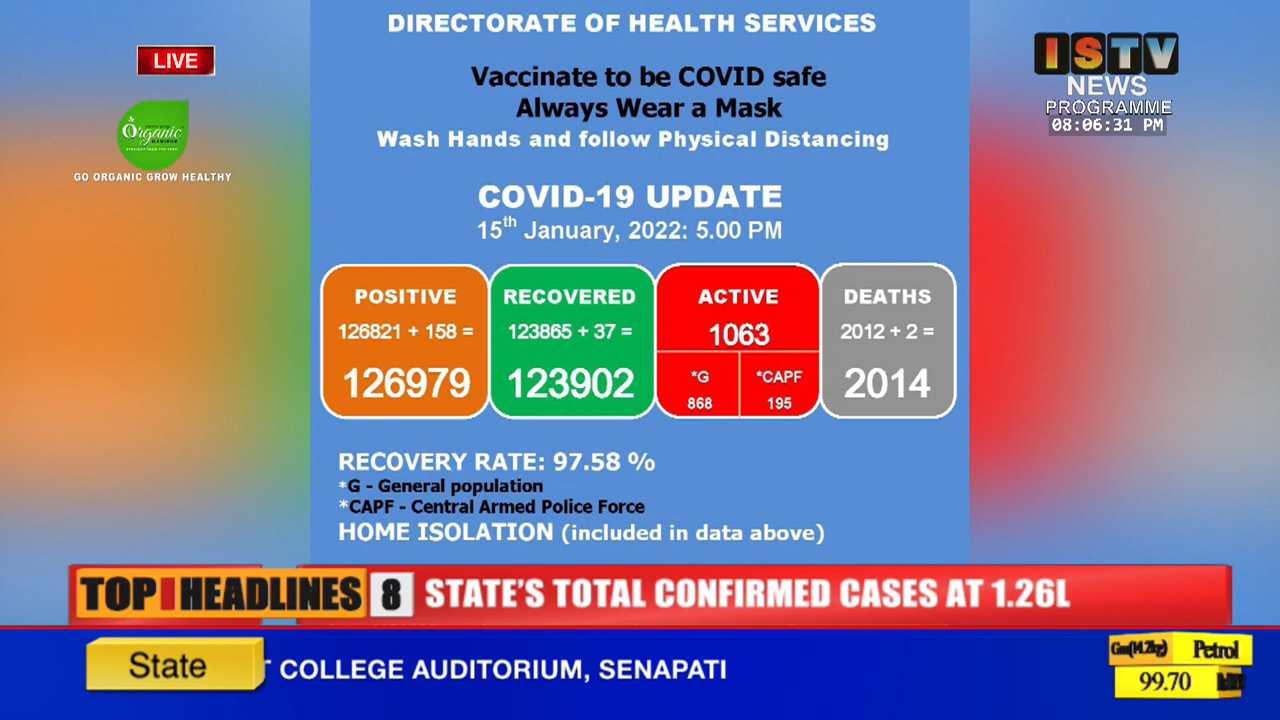 DIRECTORATE OF HEALTH SERVICES
LIVE
ISTV
NEWS
PROGRAMME
08:06:31 PM
Vaccinate to be COVID safe
Always Wear a Mask
Wash Hands and follow Physical Distancing
Organic
GO ORGANIC GROW HEALTHY
COVID-19 UPDATE
15th January, 2022: 5.00 PM
POSITIVE
126821 + 158 =
126979
RECOVERED
123865 + 37 =
123902
ACTIVE
1063
*G
868
*CAPF
195
DEATHS
2012 + 2 =
2014
RECOVERY RATE: 97.58 %
*G - General population
*CAPF - Central Armed Police Force
HOME ISOLATION (included in data above)
TOP HEADLINES 8 STATE'S TOTAL CONFIRMED CASES AT 1.26L
State
COLLEGE AUDITORIUM, SENAPATI
Petrol
99.70